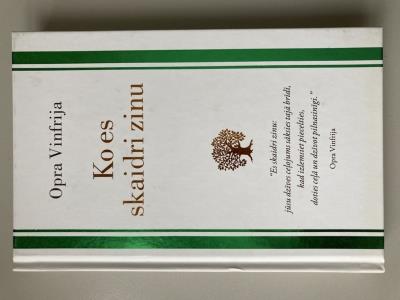 Opra Vinfrija
Ko es
skaidri zinu
"Es skaidri zinu:
jūsu dzīves ceļojums sāksies tajā brīdī,
kad izlemsiet piecelties,
doties ceļā un dzīvot pilnasinīgi."
Opra Vinfrija